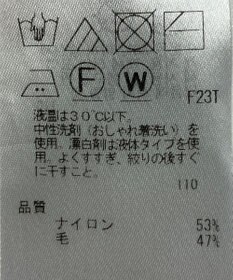 F W
F23T
液温は30℃以下。
中性洗剤(おしゃれ着洗い)を
使用。漂白剤は液体タイプを使
用。よくすすぎ、絞りの後すぐ
に干すこと。
110
品質
ナイロン 53%
毛 47%